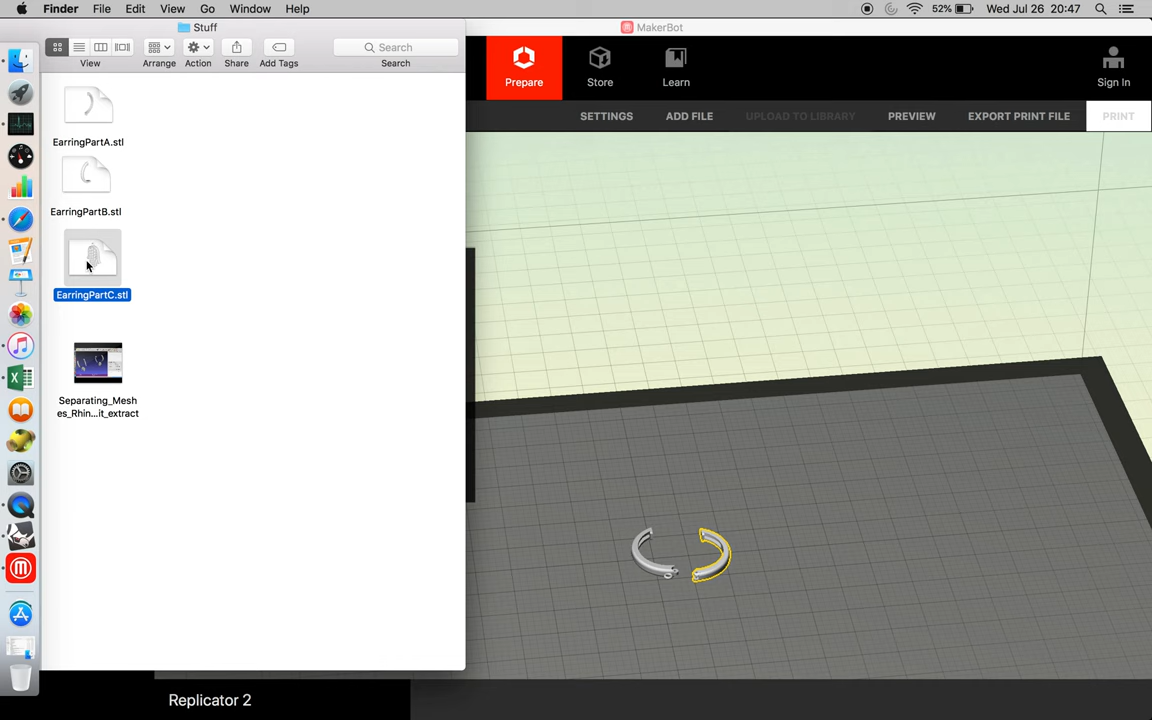 Finder File Edit View Go Window Help 52% Wed Jul 26 20:47
Stuff
MakerBot
Search
View Arrange Action Share Add Tags Search
Prepare Store Learn Sign In
SETTINGS ADD FILE UPLOAD TO LIBRARY PREVIEW EXPORT PRINT FILE PRINT
EarringPartA.stl
EarringPartB.stl
EarringPartC.stl
Separating_Mesh
es_Rhin...it_extract
Replicator 2